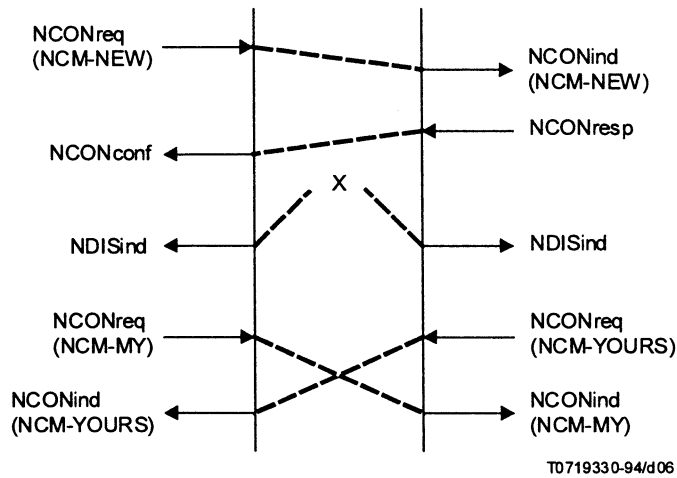 NCONreq
(NCM-NEW)
NCONind
(NCM-NEW)
NCONresp
NCONconf
X
NDISind
NDISind
NCONreq
(NCM-MY)
NCONreq
(NCM-YOURS)
NCONind
(NCM-YOURS)
NCONind
(NCM-MY)
T0719330-94/d06